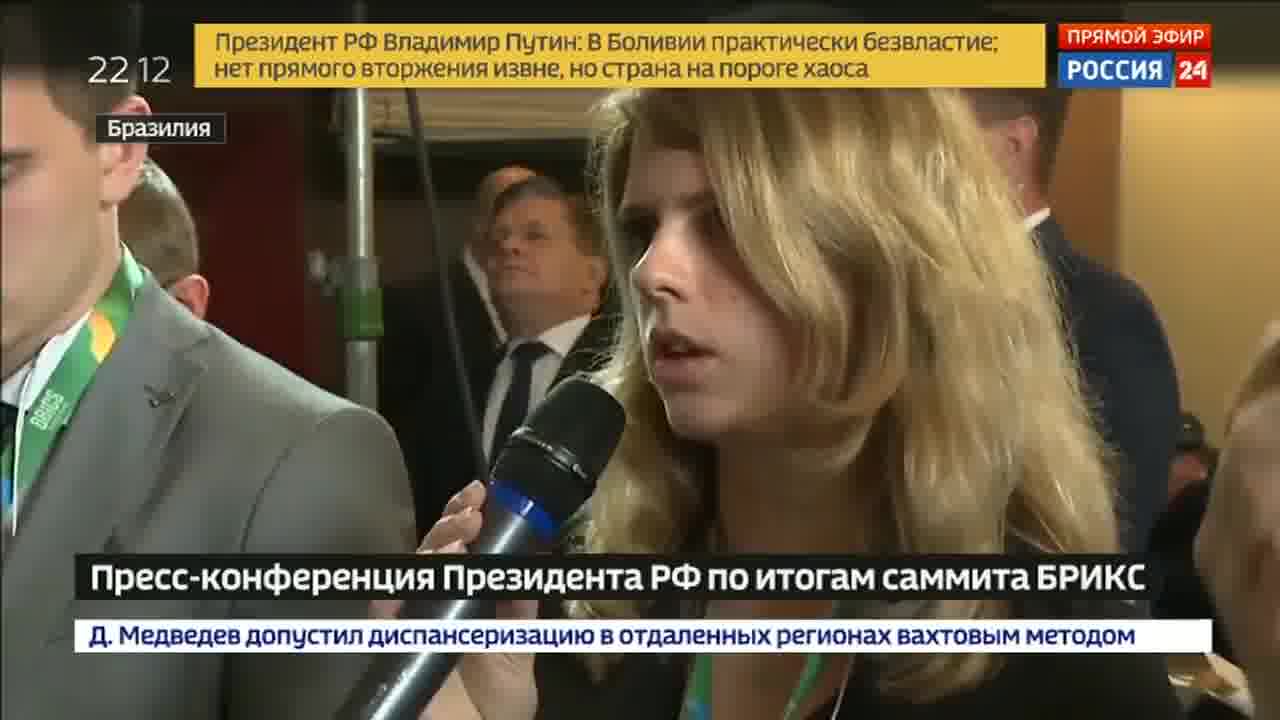 22 12
Президент РФ Владимир Путин: В Боливии практически безвластие;
нет прямого вторжения извне, но страна на пороге хаоса
ПРЯМОЙ ЭФИР
РОССИЯ 24
Бразилия
BRICS
Пресс-конференция Президента РФ по итогам саммита БРИКС
Д. Медведев допустил диспансеризацию в отдаленных регионах вахтовым методом